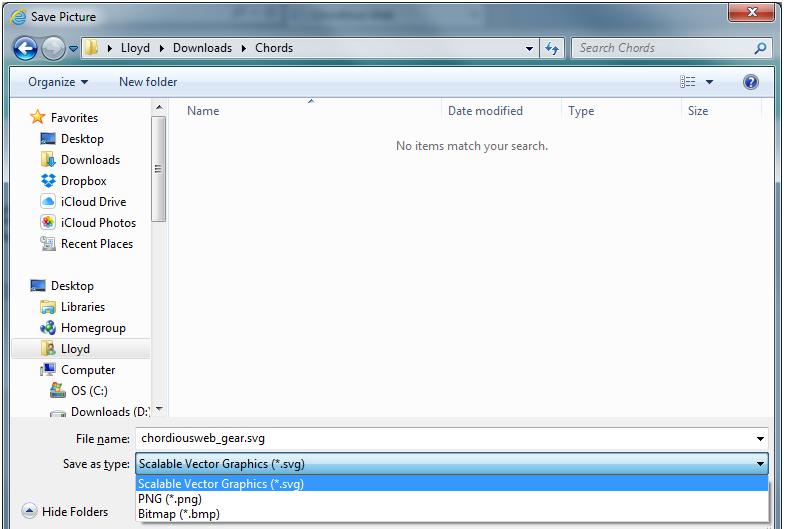 Save Picture
Lloyd Downloads Chords
Search Chords
Organize New folder
Name Date modified Type Size
No items match your search.
Favorites
Desktop
Downloads
Dropbox
iCloud Drive
iCloud Photos
Recent Places
Desktop
Libraries
Homegroup
Lloyd
Computer
OS (C:)
Downloads (D:)
File name: chordiousweb_gear.svg
Save as type: Scalable Vector Graphics (*.svg)
Scalable Vector Graphics (*.svg)
PNG (*.png)
Bitmap (*.bmp)
Hide Folders